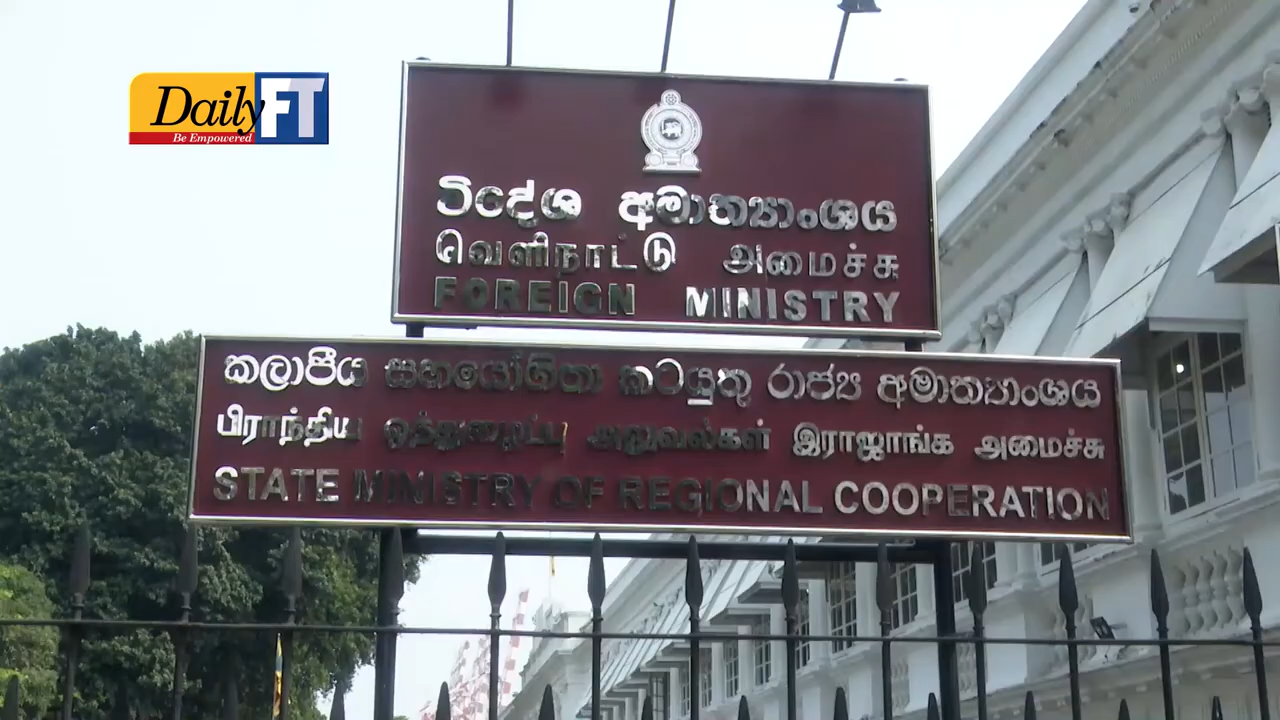 Daily FT
Be Empowered
විදේශ අමාත්‍යාංශය
வெளிநாட்டு அமைச்சு
FOREIGN MINISTRY
කලාපීය සහයෝගිතා කටයුතු රාජ්‍ය අමාත්‍යාංශය
பிராந்திய ஒத்துழைப்பு அலுவல்கள் இராஜாங்க அமைச்சு
STATE MINISTRY OF REGIONAL COOPERATION